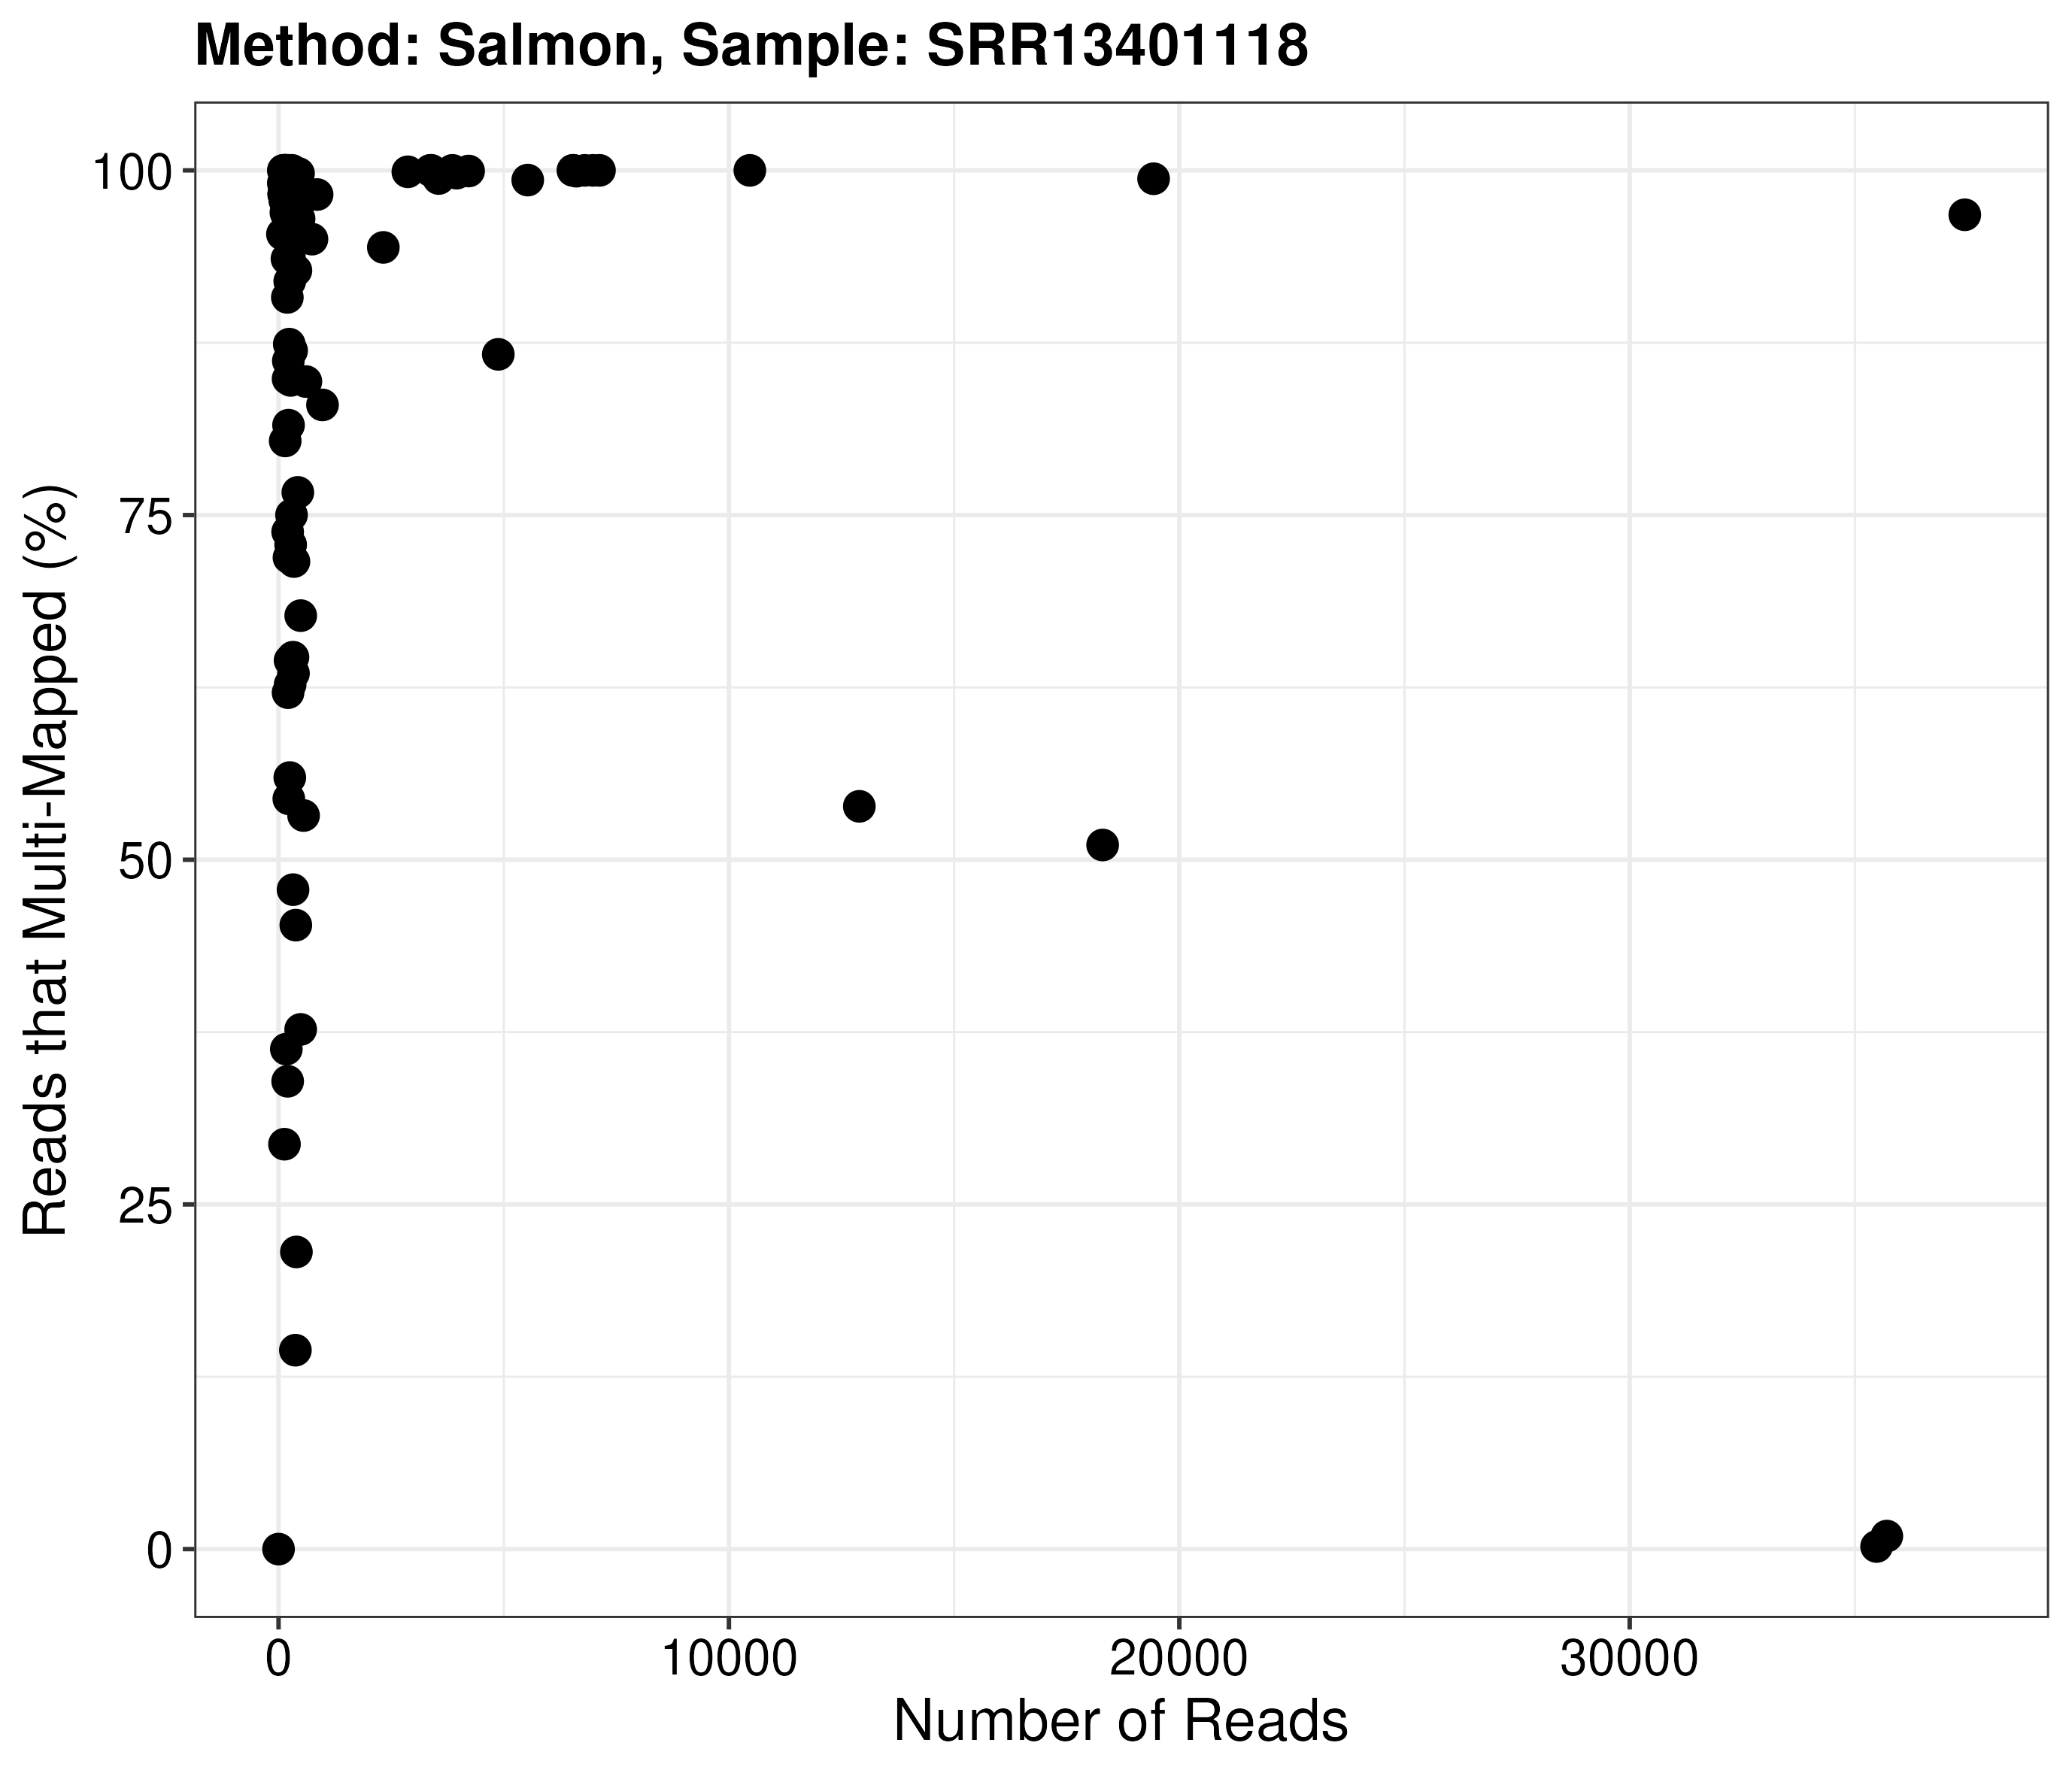 Method: Salmon, Sample: SRR13401118
Reads that Multi-Mapped (%)
100
75
50
25
0
0 10000 20000 30000
Number of Reads